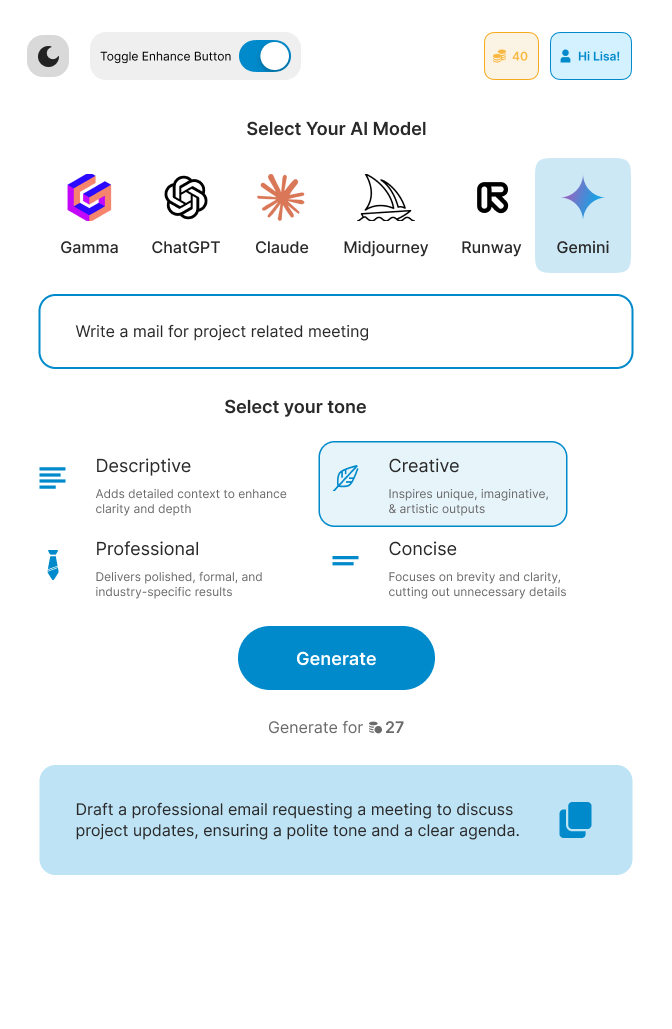 Toggle Enhance Button
40
Hi Lisa!
Select Your AI Model
Gamma
ChatGPT
Claude
Midjourney
Runway
Gemini
Write a mail for project related meeting
Select your tone
Descriptive
Adds detailed context to enhance
clarity and depth
Creative
Inspires unique, imaginative,
& artistic outputs
Professional
Delivers polished, formal, and
industry-specific results
Concise
Focuses on brevity and clarity,
cutting out unnecessary details
Generate
Generate for 27
Draft a professional email requesting a meeting to discuss
project updates, ensuring a polite tone and a clear agenda.